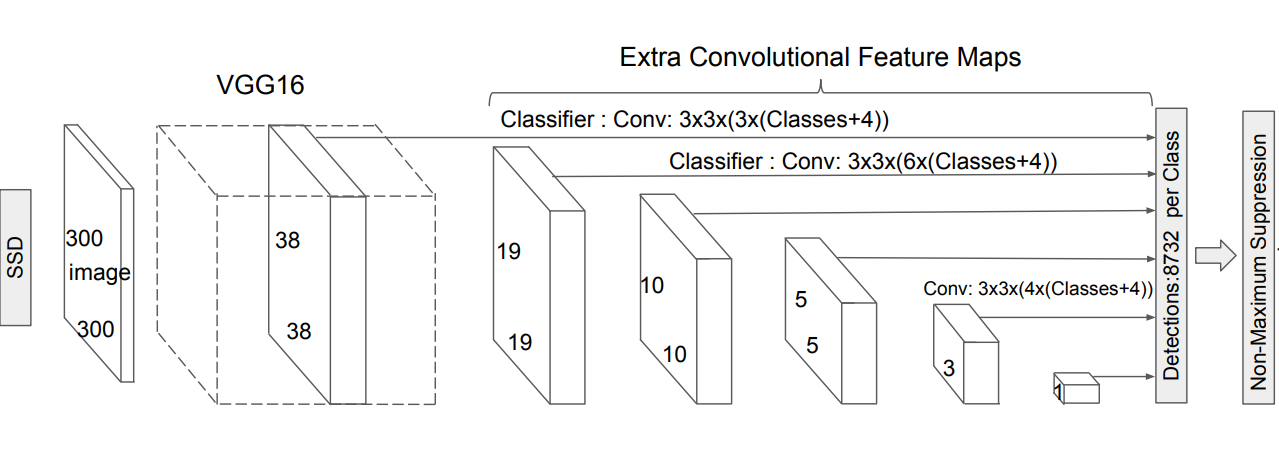 Extra Convolutional Feature Maps
VGG16
Classifier : Conv: 3x3x(3x(Classes+4))
Classifier : Conv: 3x3x(6x(Classes+4))
SSD
300
image
300
38
38
19
19
10
10
5
5
Conv: 3x3x(4x(Classes+4))
3
1
Detections:8732 per Class
Non-Maximum Suppression